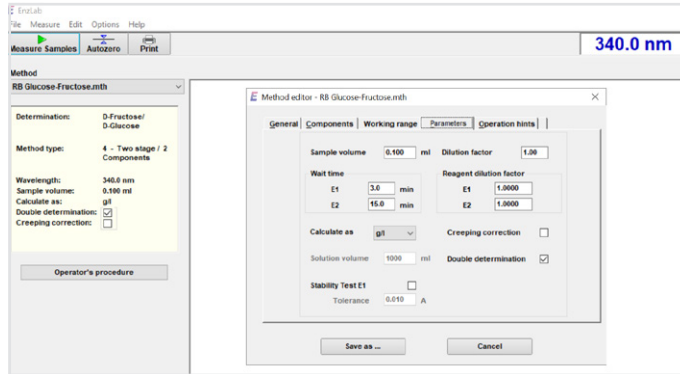 EnzLab
File Measure Edit Options Help
Measure Samples Autozero Print
340.0 nm
Method
RB Glucose-Fructose.mth
Determination: D-Fructose/
D-Glucose
Method type: 4 - Two stage / 2
Components
Wavelength: 340.0 nm
Sample volume: 0.100 ml
Calculate as: g/l
Double determination:
Creeping correction:
Operator's procedure
Method editor - RB Glucose-Fructose.mth
General Components Working range Parameters Operation hints
Sample volume 0.100 ml Dilution factor 1.00
Wait time Reagent dilution factor
E1 3.0 min E1 1.0000
E2 15.0 min E2 1.0000
Calculate as g/l Creeping correction
Solution volume 1000 ml Double determination
Stability Test E1
Tolerance 0.010 A
Save as ... Cancel